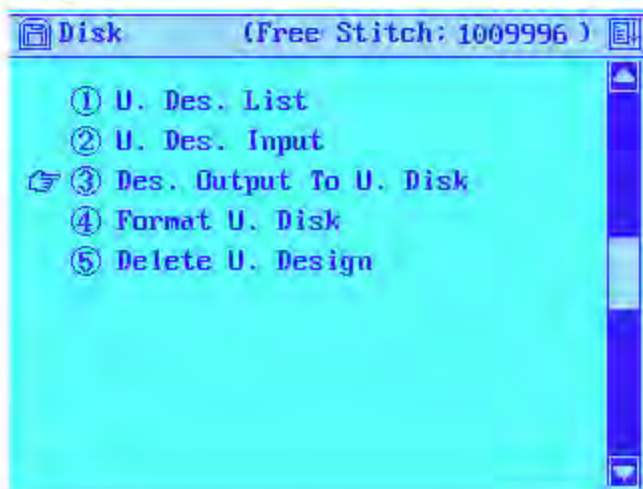 Disk (Free Stitch: 1009996 )
① U. Des. List
② U. Des. Input
③ Des. Output To U. Disk
④ Format U. Disk
⑤ Delete U. Design